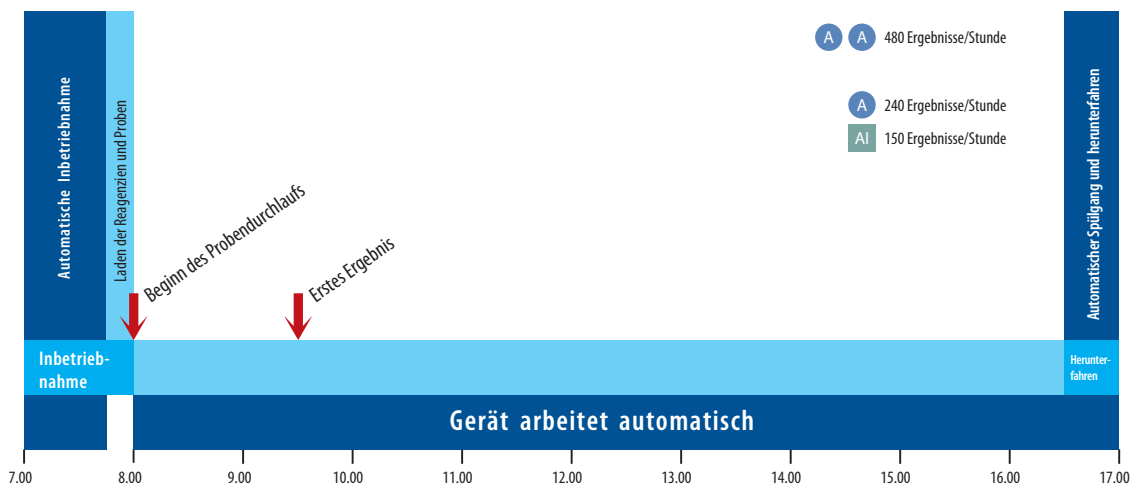 Automatische Inbetriebnahme
Laden der Reagenzien und Proben
Beginn des Probendurchlaufs
Erstes Ergebnis
A A 480 Ergebnisse/Stunde
A 240 Ergebnisse/Stunde
AI 150 Ergebnisse/Stunde
Automatischer Spülgang und herunterfahren
Inbetrieb-
nahme
Herunter-
fahren
Gerät arbeitet automatisch
7.00 8.00 9.00 10.00 11.00 12.00 13.00 14.00 15.00 16.00 17.00